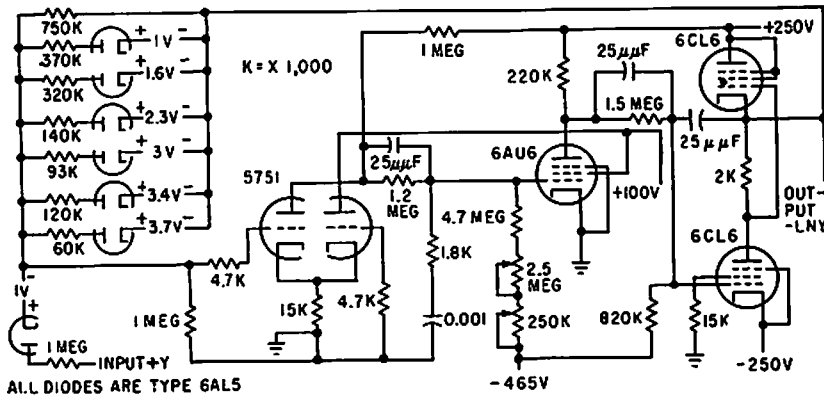 750K
+ 1V -
370K
+ 1.6V -
320K
+ 2.3V -
140K
+ 3V -
93K
+ 3.4V -
120K
+ 3.7V -
60K
K = X 1,000
1 MEG
220K
25µµF
1.5 MEG
6CL6
+250V
25µµF
5751
25µµF
1.2 MEG
6AU6
+100V
2K
OUT-
PUT
-LNY
6CL6
4.7 MEG
1.8K
2.5 MEG
250K
0.001
4.7K
15K
4.7K
1 MEG
820K
15K
-250V
-465V
-
1V
+
1 MEG
INPUT+Y
ALL DIODES ARE TYPE 6AL5